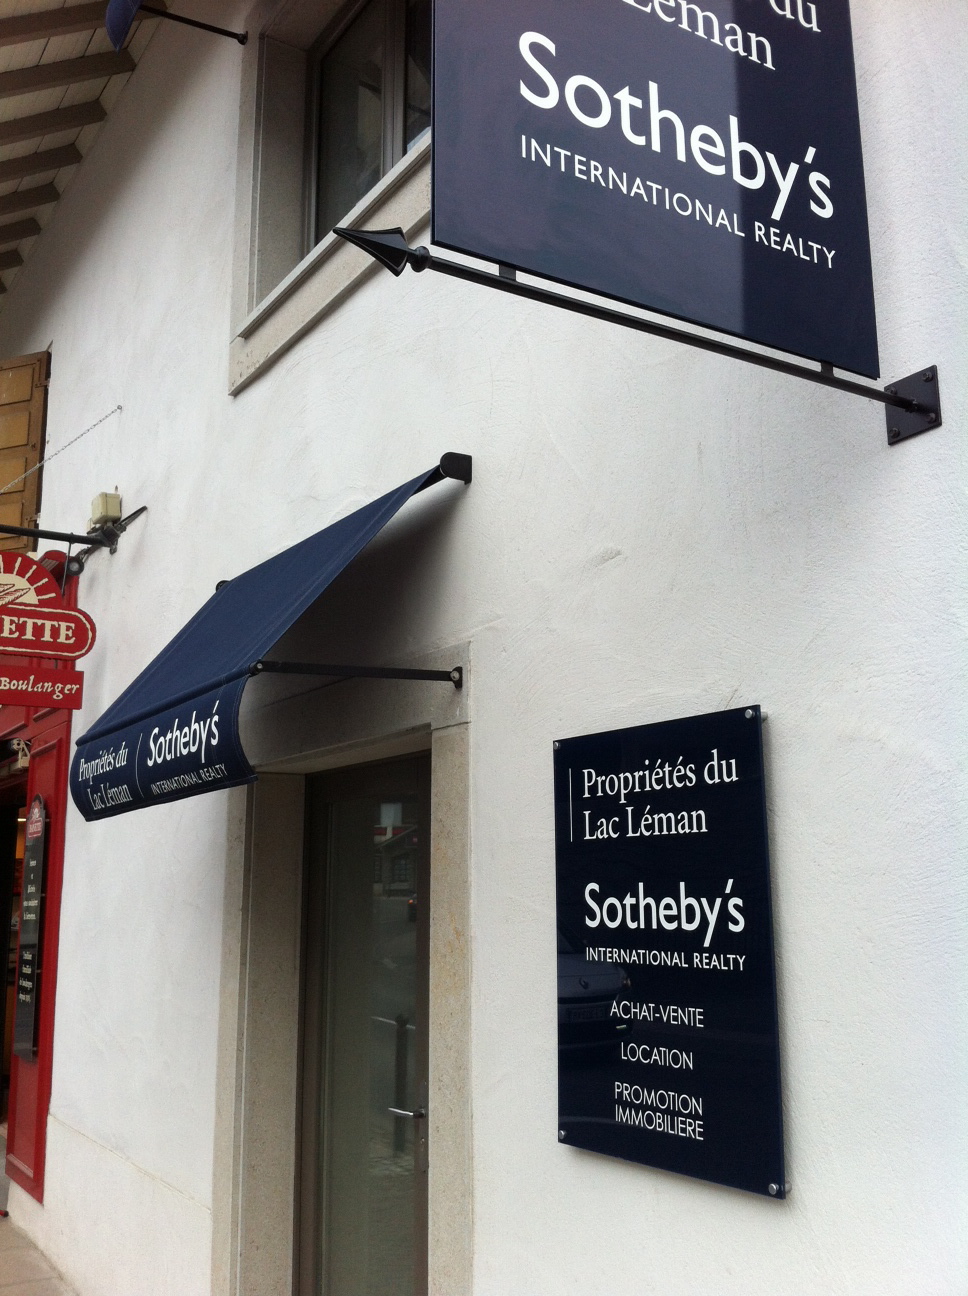 du
Léman
Sotheby's
INTERNATIONAL REALTY
ETTE
Boulanger
Propriétés du
Lac Léman
Sotheby's
INTERNATIONAL REALTY
Propriétés du
Lac Léman
Sotheby's
INTERNATIONAL REALTY
ACHAT-VENTE
LOCATION
PROMOTION
IMMOBILIERE